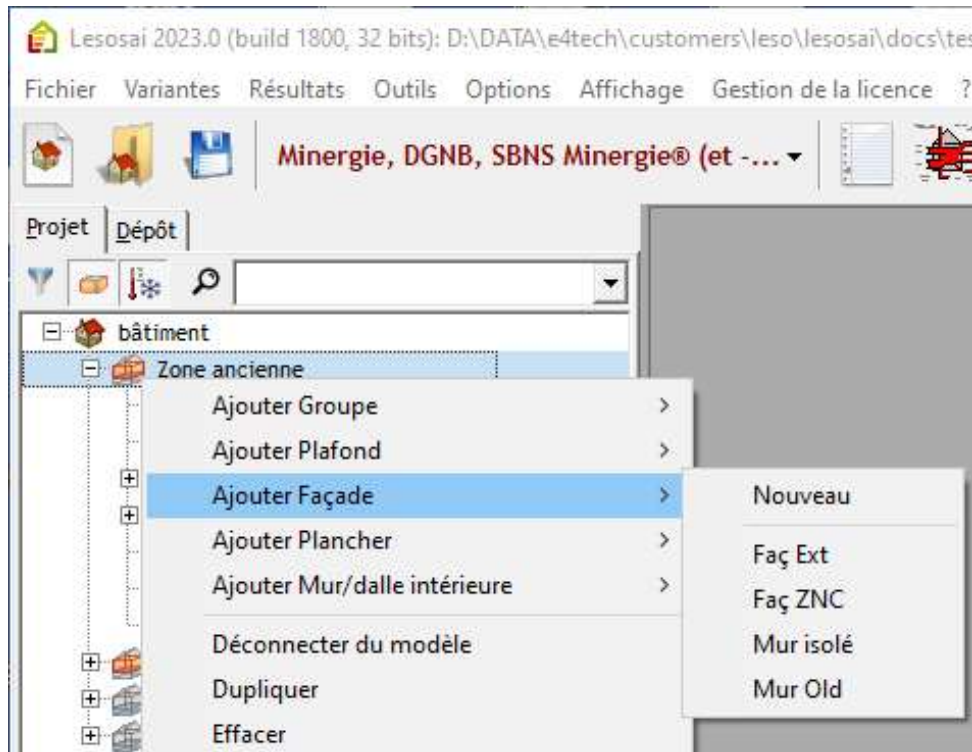 Lesosai 2023.0 (build 1800, 32 bits): D:\DATA\e4tech\customers\leso\lesosai\docs\tes
Fichier Variantes Résultats Outils Options Affichage Gestion de la licence ?
Minergie, DGNB, SBNS Minergie® (et -...
Projet Dépôt
bâtiment
Zone ancienne
Ajouter Groupe
Ajouter Plafond
Ajouter Façade
Nouveau
Ajouter Plancher
Faç Ext
Ajouter Mur/dalle intérieure
Faç ZNC
Déconnecter du modèle
Mur isolé
Dupliquer
Mur Old
Effacer